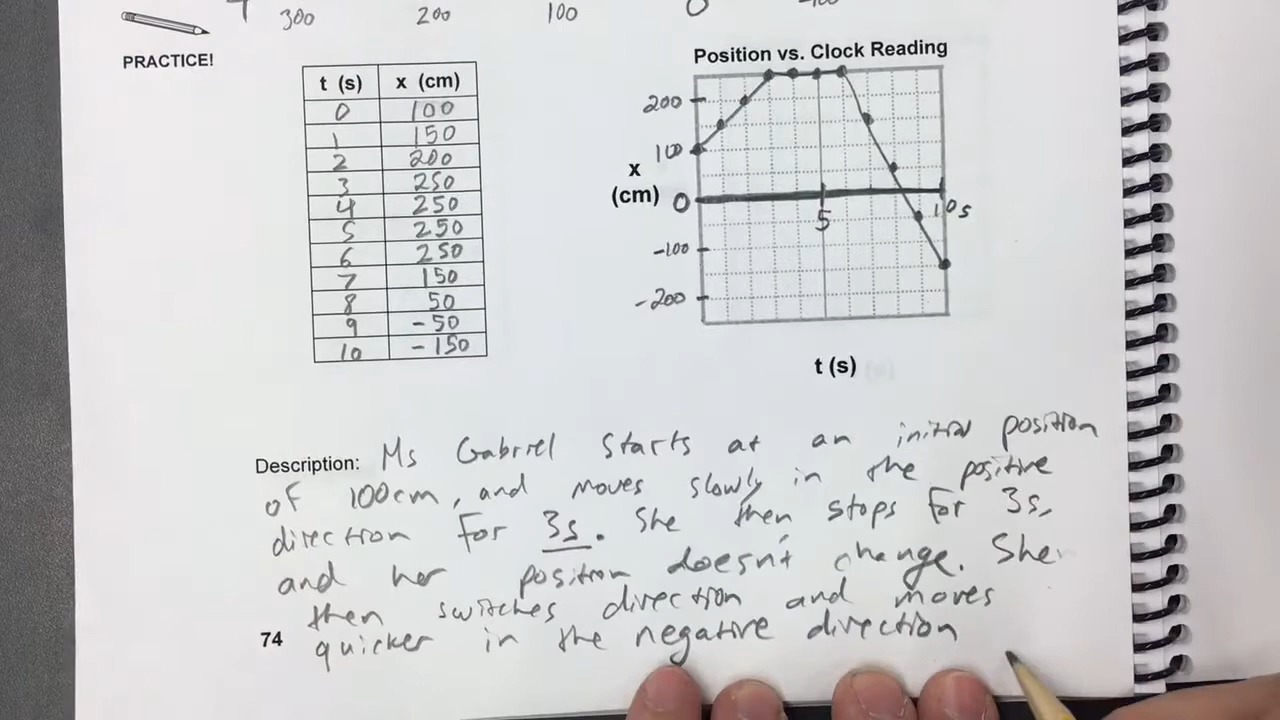 300 200 100 0 -100
PRACTICE!
t (s) x (cm)
0 100
1 150
2 200
3 250
4 250
5 250
6 250
7 150
8 50
9 -50
10 -150
Position vs. Clock Reading
200
100
x
(cm) 0
5
10s
-100
-200
t (s)
Description: Ms Gabriel starts at an initial position
of 100cm, and moves slowly in the positive
direction for 3s. She then stops for 3s,
and her position doesn't change. She
then switches direction and moves
quicker in the negative direction
74